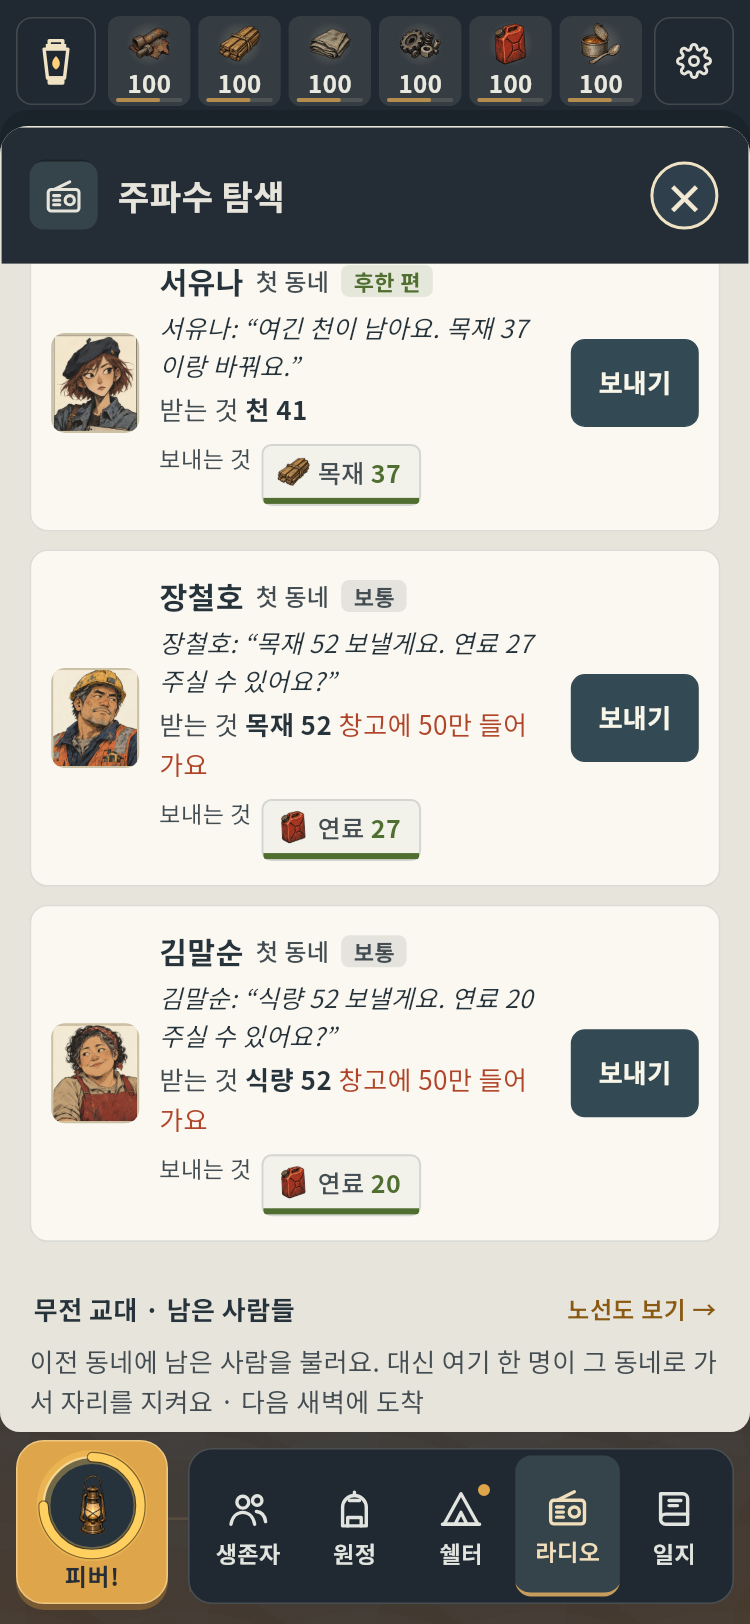 100 100 100 100 100 100
주파수 탐색
서유나 첫 동네 후한 편
서유나: “여긴 천이 남아요. 목재 37
이랑 바꿔요.”
보내기
받는 것 천 41
보내는 것 목재 37
장철호 첫 동네 보통
장철호: “목재 52 보낼게요. 연료 27
주실 수 있어요?”
보내기
받는 것 목재 52 창고에 50만 들어
가요
보내는 것 연료 27
김말순 첫 동네 보통
김말순: “식량 52 보낼게요. 연료 20
주실 수 있어요?”
보내기
받는 것 식량 52 창고에 50만 들어
가요
보내는 것 연료 20
무전 교대 · 남은 사람들 노선도 보기 →
이전 동네에 남은 사람을 불러요. 대신 여기 한 명이 그 동네로 가
서 자리를 지켜요 · 다음 새벽에 도착
피버! 생존자 원정 쉘터 라디오 일지